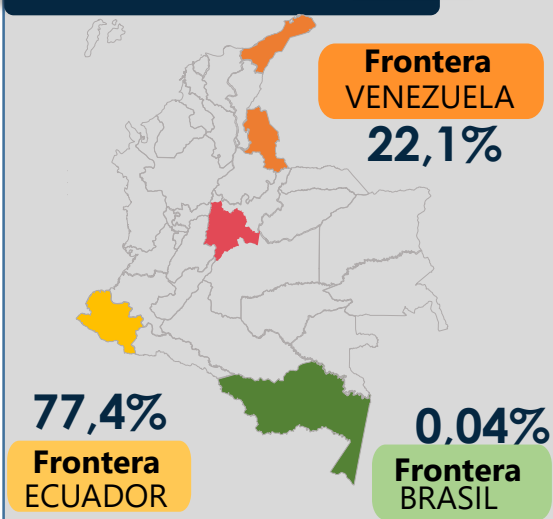 Frontera
VENEZUELA
22,1%
77,4%
Frontera
ECUADOR
0,04%
Frontera
BRASIL